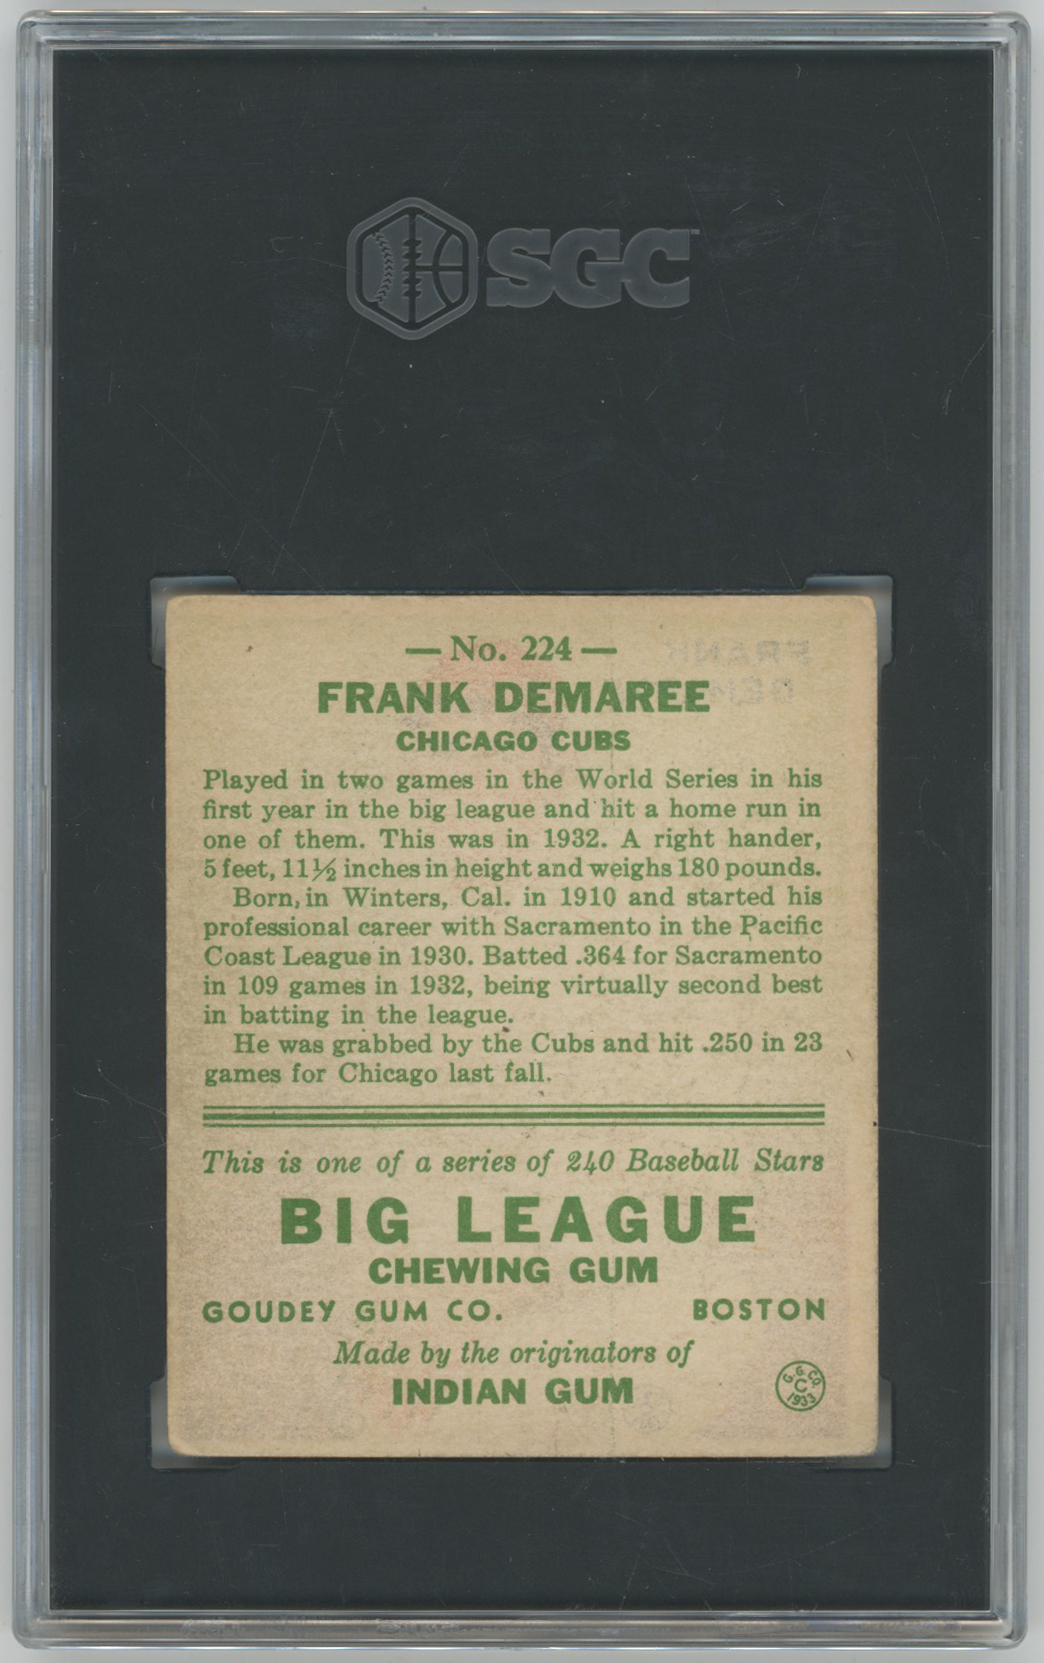 SGC
— No. 224 —
FRANK DEMAREE
CHICAGO CUBS
Played in two games in the World Series in his
first year in the big league and hit a home run in
one of them. This was in 1932. A right hander,
5 feet, 11½ inches in height and weighs 180 pounds.
Born, in Winters, Cal. in 1910 and started his
professional career with Sacramento in the Pacific
Coast League in 1930. Batted .364 for Sacramento
in 109 games in 1932, being virtually second best
in batting in the league.
He was grabbed by the Cubs and hit .250 in 23
games for Chicago last fall.
This is one of a series of 240 Baseball Stars
BIG LEAGUE
CHEWING GUM
GOUDEY GUM CO. BOSTON
Made by the originators of
INDIAN GUM
G. G. CO.
C
1933